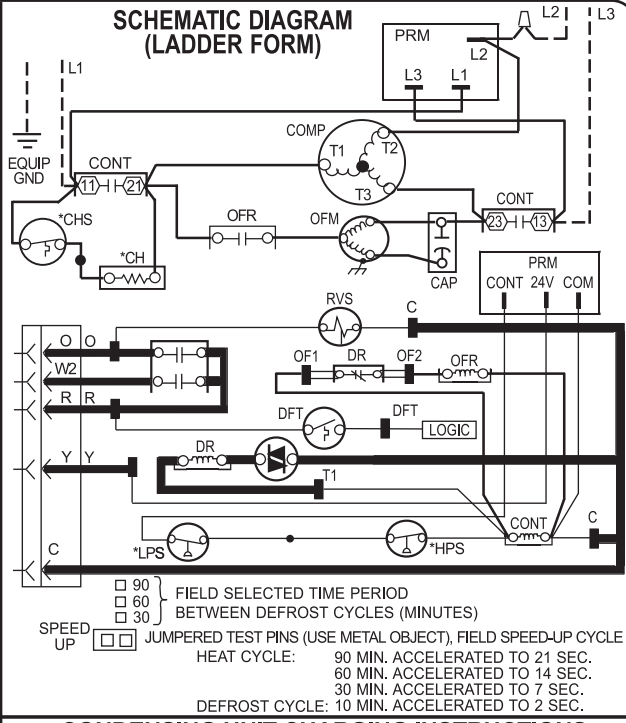 SCHEMATIC DIAGRAM
(LADDER FORM)
L1
L2
L3
PRM
L2
L3 L1
EQUIP
GND
CONT
11 21
COMP
T1
T2
T3
CONT
23 13
*CHS
*CH
OFR
OFM
CAP
PRM
CONT 24V COM
RVS
C
O O
W2
R R
OF1 DR OF2
OFR
DFT
DFT
LOGIC
Y Y
DR
T1
C
*LPS
*HPS
CONT
C
90
60
30
FIELD SELECTED TIME PERIOD
BETWEEN DEFROST CYCLES (MINUTES)
SPEED
UP
JUMPERED TEST PINS (USE METAL OBJECT), FIELD SPEED-UP CYCLE
HEAT CYCLE: 90 MIN. ACCELERATED TO 21 SEC.
60 MIN. ACCELERATED TO 14 SEC.
30 MIN. ACCELERATED TO 7 SEC.
DEFROST CYCLE: 10 MIN. ACCELERATED TO 2 SEC.
CONDENSING UNIT CHARGING INSTRUCTIONS